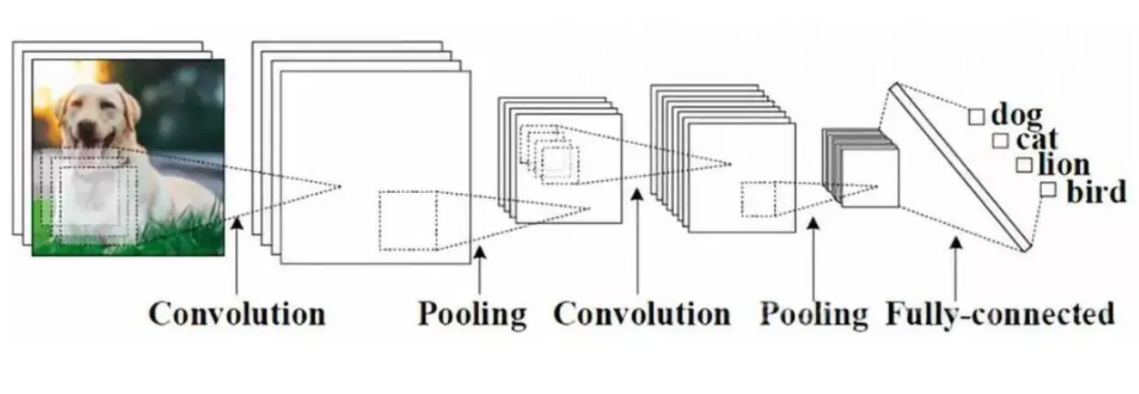 dog
cat
lion
bird
Convolution
Pooling
Convolution
Pooling
Fully-connected